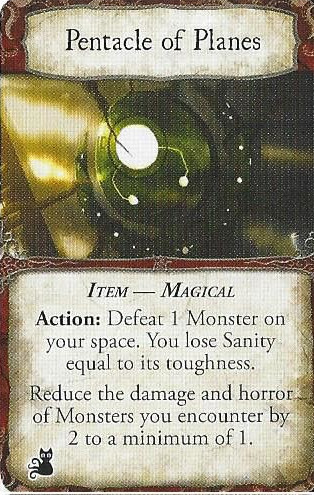 Pentacle of Planes
ITEM — MAGICAL
Action: Defeat 1 Monster on
your space. You lose Sanity
equal to its toughness.
Reduce the damage and horror
of Monsters you encounter by
2 to a minimum of 1.